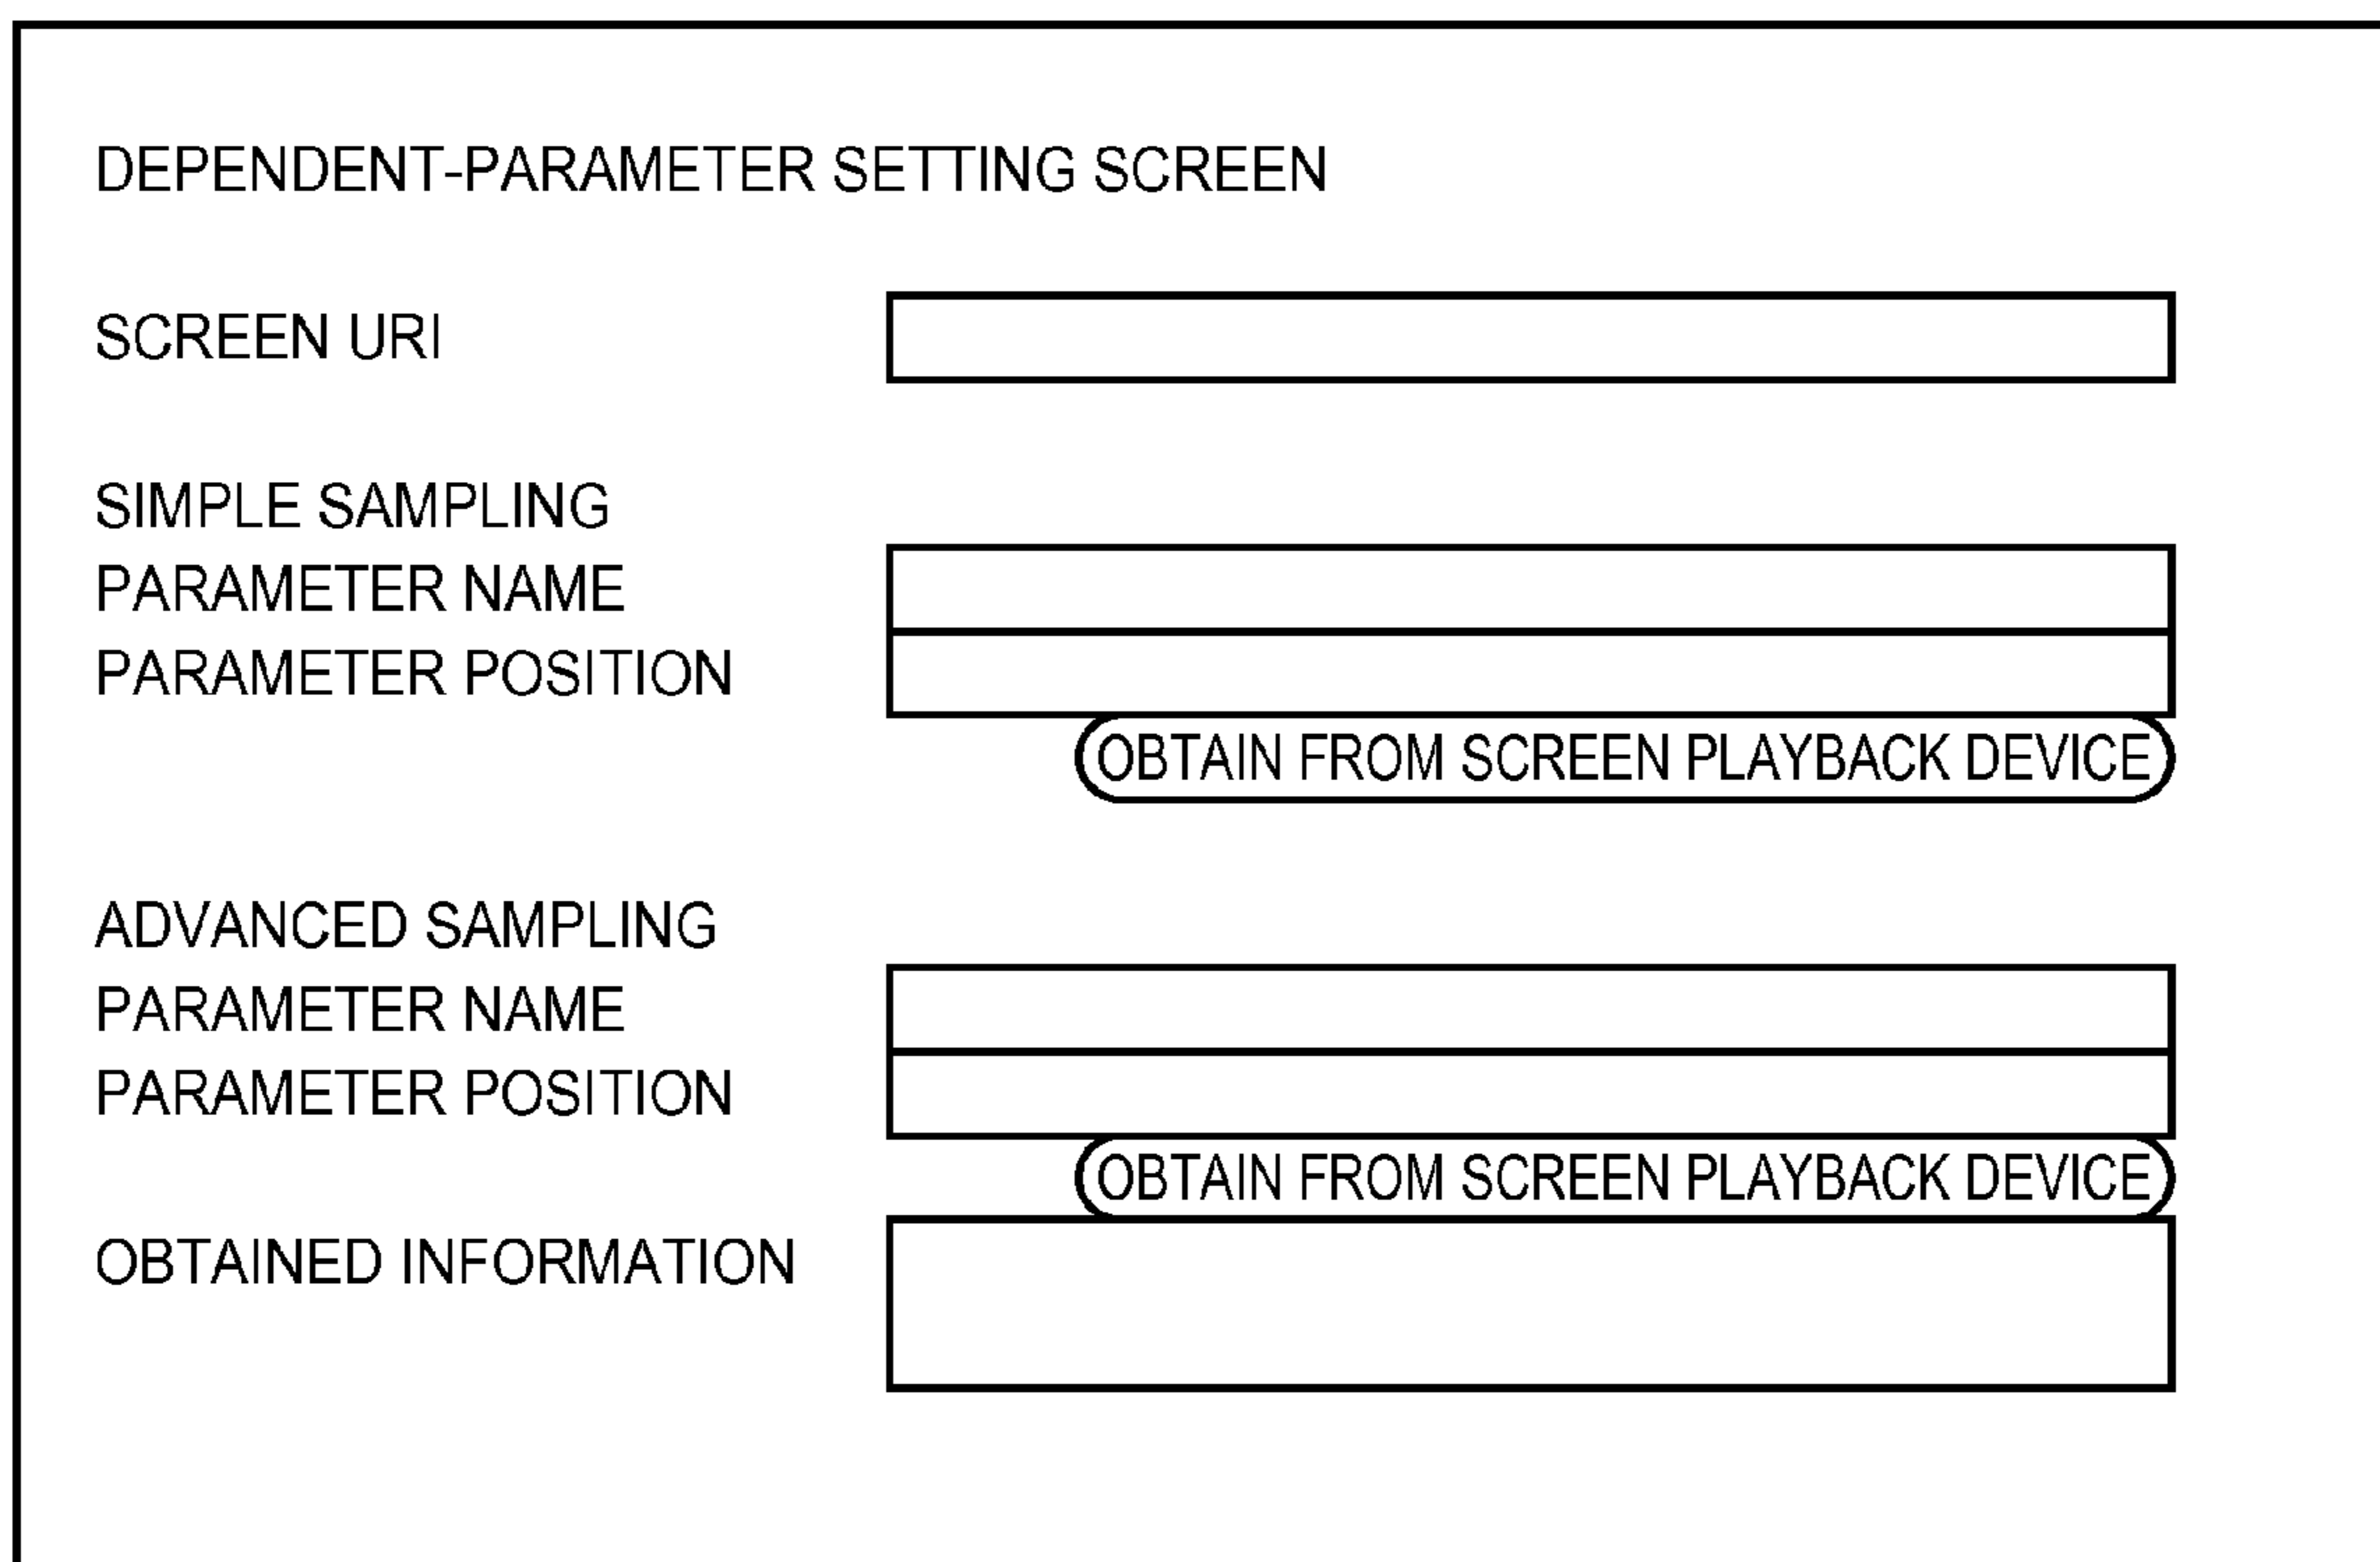 DEPENDENT-PARAMETER SETTING SCREEN
SCREEN URI
SIMPLE SAMPLING
PARAMETER NAME
PARAMETER POSITION
OBTAIN FROM SCREEN PLAYBACK DEVICE
ADVANCED SAMPLING
PARAMETER NAME
PARAMETER POSITION
OBTAIN FROM SCREEN PLAYBACK DEVICE
OBTAINED INFORMATION